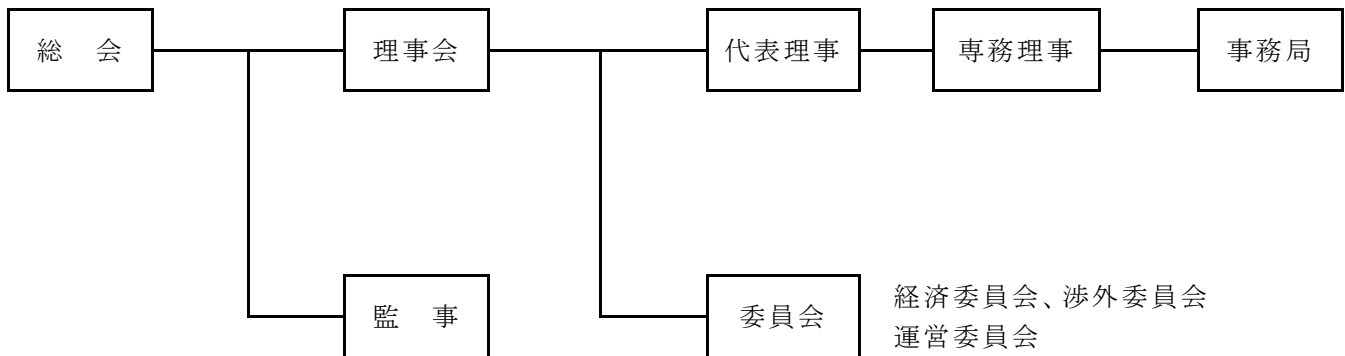 総　会
理事会
代表理事
専務理事
事務局
監　事
委員会
経済委員会、渉外委員会
運営委員会